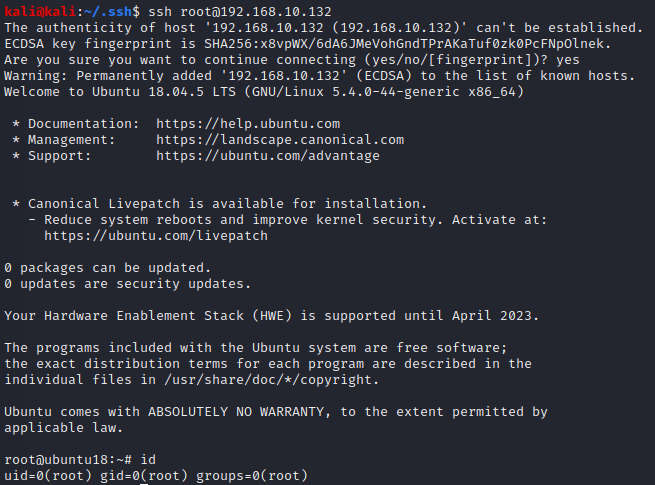 kali@kali:~/.ssh$ ssh root@192.168.10.132
The authenticity of host '192.168.10.132 (192.168.10.132)' can't be established.
ECDSA key fingerprint is SHA256:x8vpWX/6dA6JMeVohGndTPrAKaTuf0zk0PcFNpOlnek.
Are you sure you want to continue connecting (yes/no/[fingerprint])? yes
Warning: Permanently added '192.168.10.132' (ECDSA) to the list of known hosts.
Welcome to Ubuntu 18.04.5 LTS (GNU/Linux 5.4.0-44-generic x86_64)
* Documentation:  https://help.ubuntu.com
* Management:     https://landscape.canonical.com
* Support:        https://ubuntu.com/advantage
* Canonical Livepatch is available for installation.
- Reduce system reboots and improve kernel security. Activate at:
https://ubuntu.com/livepatch
0 packages can be updated.
0 updates are security updates.
Your Hardware Enablement Stack (HWE) is supported until April 2023.
The programs included with the Ubuntu system are free software;
the exact distribution terms for each program are described in the
individual files in /usr/share/doc/*/copyright.
Ubuntu comes with ABSOLUTELY NO WARRANTY, to the extent permitted by
applicable law.
root@ubuntu18:~# id
uid=0(root) gid=0(root) groups=0(root)